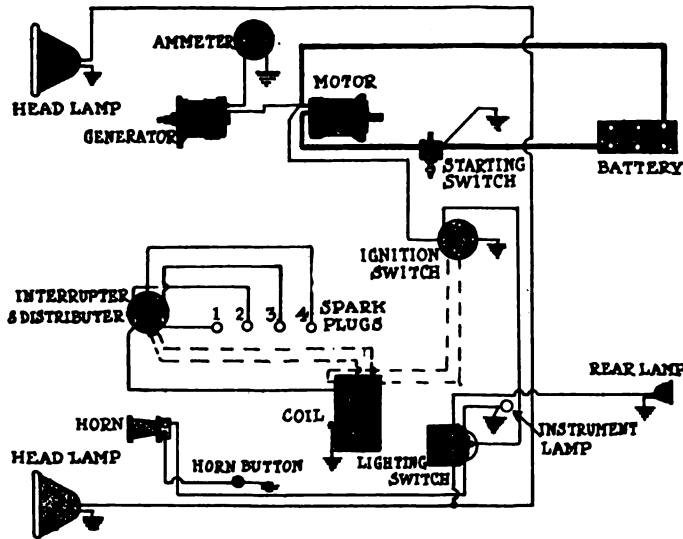 AMMETER
MOTOR
HEAD LAMP
GENERATOR
STARTING
SWITCH
BATTERY
IGNITION
SWITCH
INTERRUPTER
& DISTRIBUTER
1 2 3 4
SPARK
PLUGS
REAR LAMP
COIL
HORN
INSTRUMENT
LAMP
HEAD LAMP
HORN BUTTON
LIGHTING
SWITCH